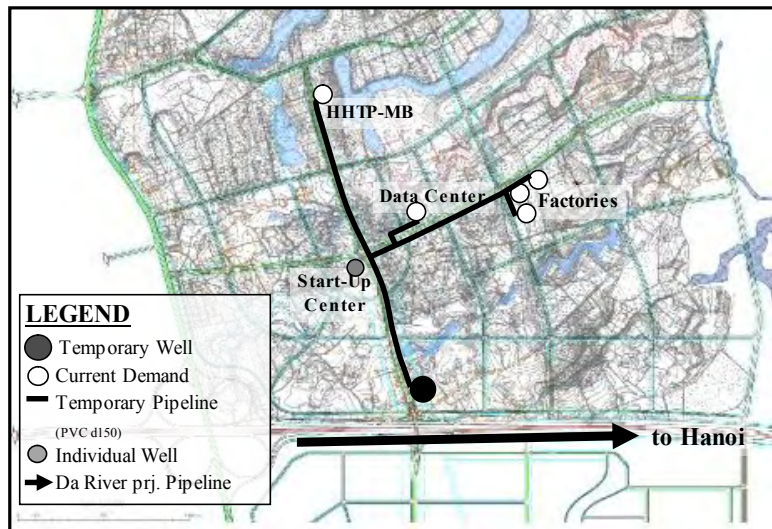 HHTP-MB
Data Center
Factories
Start-Up
Center
LEGEND
Temporary Well
Current Demand
Temporary Pipeline
(PVC d150)
Individual Well
Da River prj. Pipeline
to Hanoi